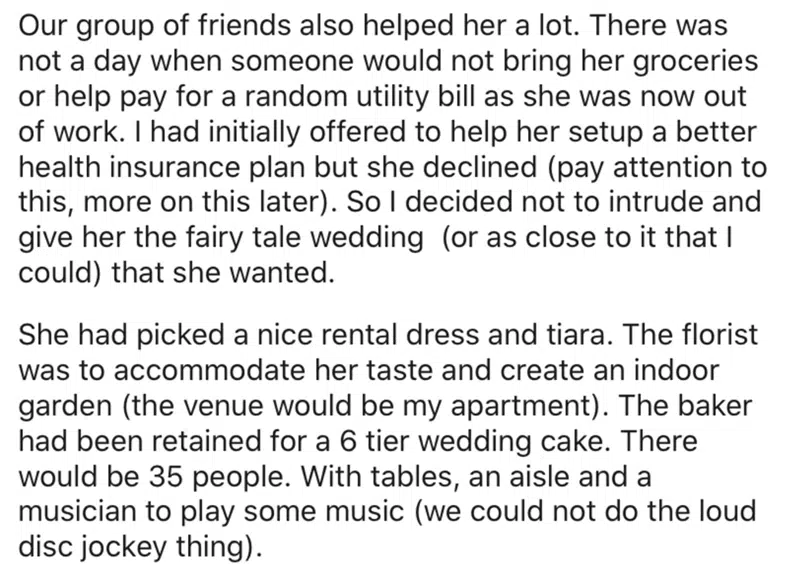 Our group of friends also helped her a lot. There was
not a day when someone would not bring her groceries
or help pay for a random utility bill as she was now out
of work. I had initially offered to help her setup a better
health insurance plan but she declined (pay attention to
this, more on this later). So I decided not to intrude and
give her the fairy tale wedding  (or as close to it that I
could) that she wanted.
She had picked a nice rental dress and tiara. The florist
was to accommodate her taste and create an indoor
garden (the venue would be my apartment). The baker
had been retained for a 6 tier wedding cake. There
would be 35 people. With tables, an aisle and a
musician to play some music (we could not do the loud
disc jockey thing).